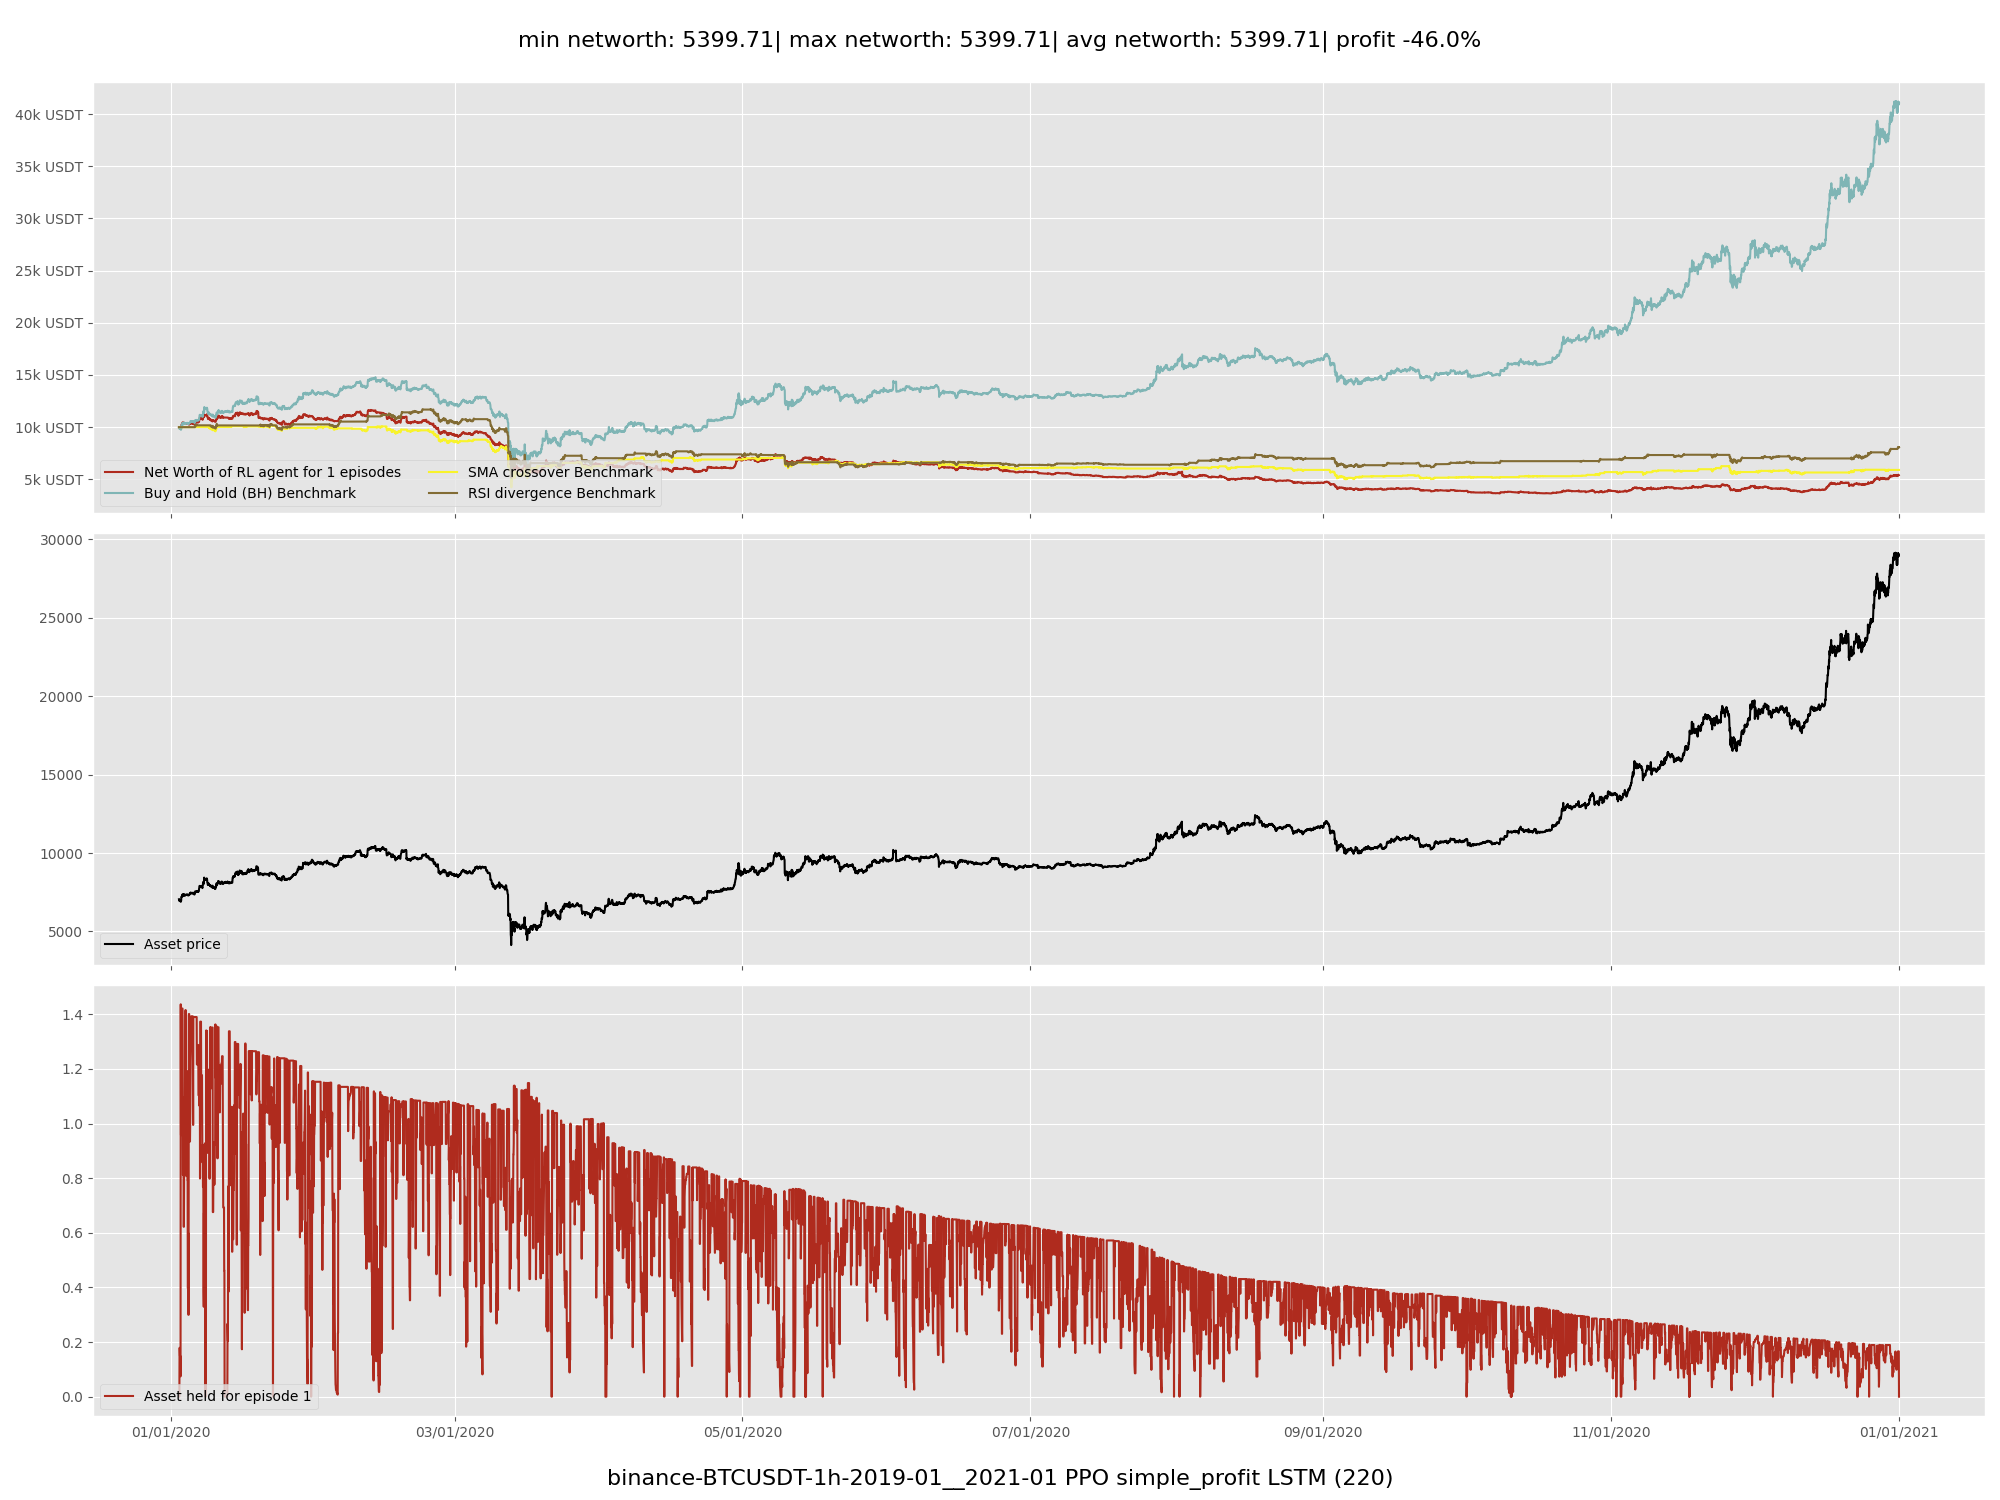 min networth: 5399.71| max networth: 5399.71| avg networth: 5399.71| profit -46.0%
40k USDT
35k USDT
30k USDT
25k USDT
20k USDT
15k USDT
10k USDT
5k USDT
Net Worth of RL agent for 1 episodes
Buy and Hold (BH) Benchmark
SMA crossover Benchmark
RSI divergence Benchmark
30000
25000
20000
15000
10000
5000
Asset price
1.4
1.2
1.0
0.8
0.6
0.4
0.2
0.0
Asset held for episode 1
01/01/2020 03/01/2020 05/01/2020 07/01/2020 09/01/2020 11/01/2020 01/01/2021
binance-BTCUSDT-1h-2019-01__2021-01 PPO simple_profit LSTM (220)